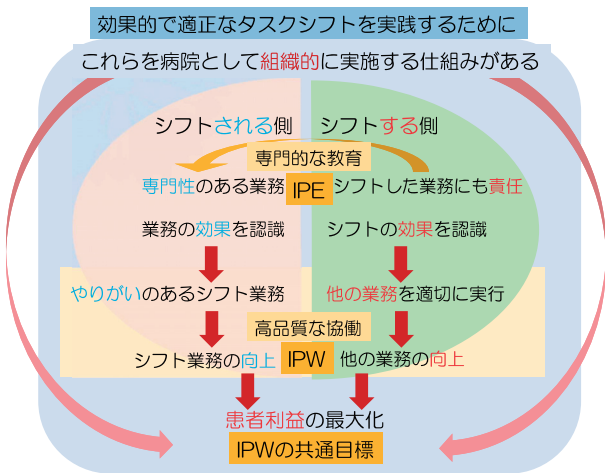 効果的で適正なタスクシフトを実践するために
これらを病院として組織的に実施する仕組みがある
シフトされる側
シフトする側
専門的な教育
専門性のある業務
IPE
シフトした業務にも責任
業務の効果を認識
シフトの効果を認識
やりがいのあるシフト業務
他の業務を適切に実行
高品質な協働
シフト業務の向上
IPW
他の業務の向上
患者利益の最大化
IPWの共通目標